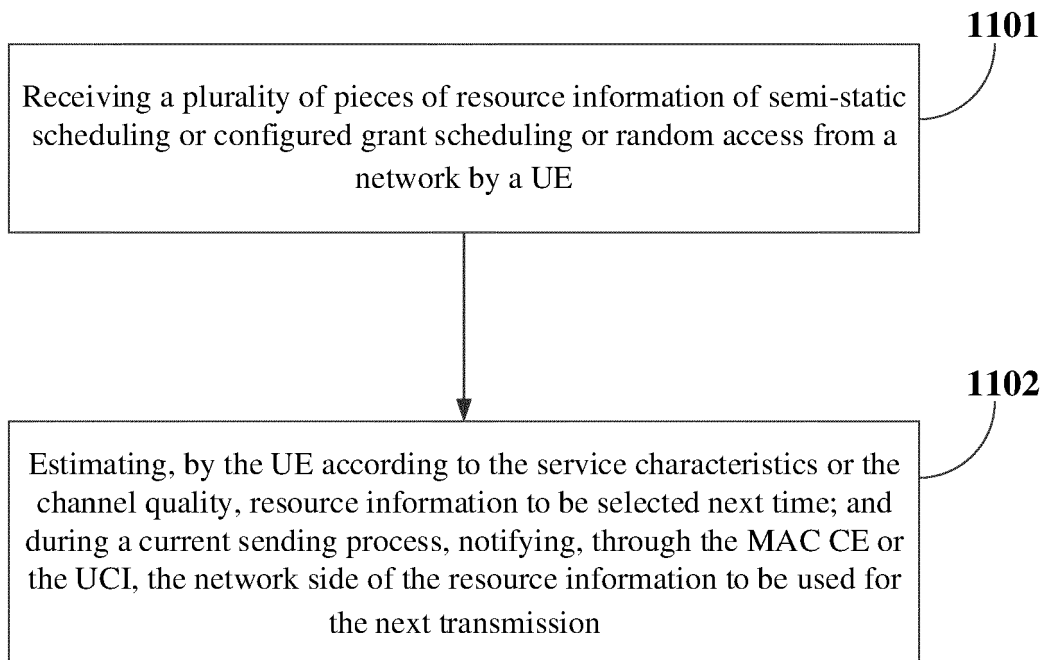 1101
Receiving a plurality of pieces of resource information of semi-static
scheduling or configured grant scheduling or random access from a
network by a UE
1102
Estimating, by the UE according to the service characteristics or the
channel quality, resource information to be selected next time; and
during a current sending process, notifying, through the MAC CE or
the UCI, the network side of the resource information to be used for
the next transmission